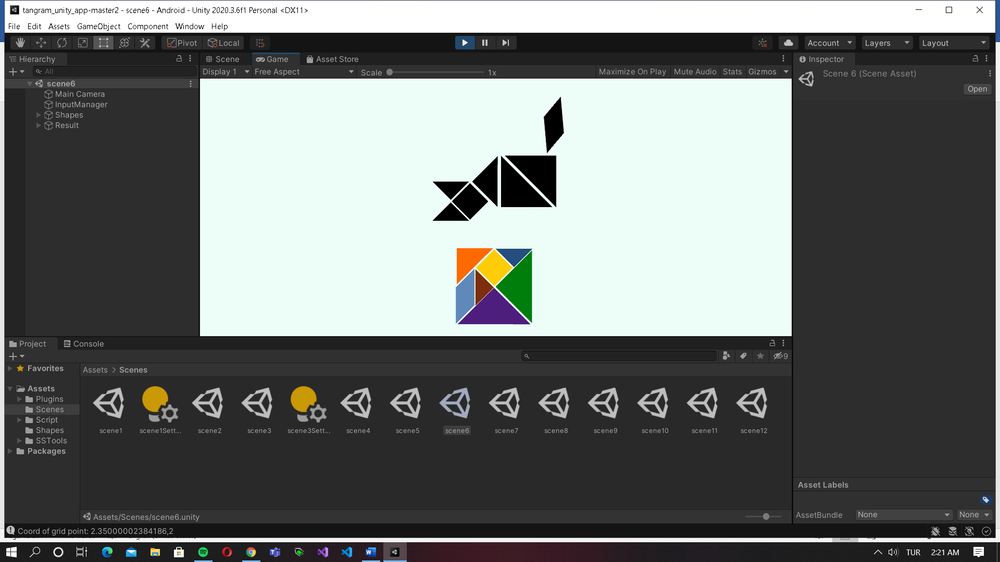 tangram_unity_app-master2 - scene6 - Android - Unity 2020.3.6f1 Personal <DX11>
File Edit Assets GameObject Component Window Help
Pivot Local Account Layers Layout
Hierarchy
All
scene6
Main Camera
InputManager
Shapes
Result
Scene Game Asset Store
Display 1 Free Aspect Scale 1x Maximize On Play Mute Audio Stats Gizmos
Inspector
Scene 6 (Scene Asset)
Open
Project Console
9
Favorites
Assets
Plugins
Scenes
Script
Shapes
SSTools
Packages
Assets > Scenes
scene1 scene1Sett... scene2 scene3 scene3Sett... scene4 scene5 scene6 scene7 scene8 scene9 scene10 scene11 scene12
Assets/Scenes/scene6.unity
Asset Labels
AssetBundle None None
Coord of grid point: 2.35000002384186,2
TUR 2:21 AM